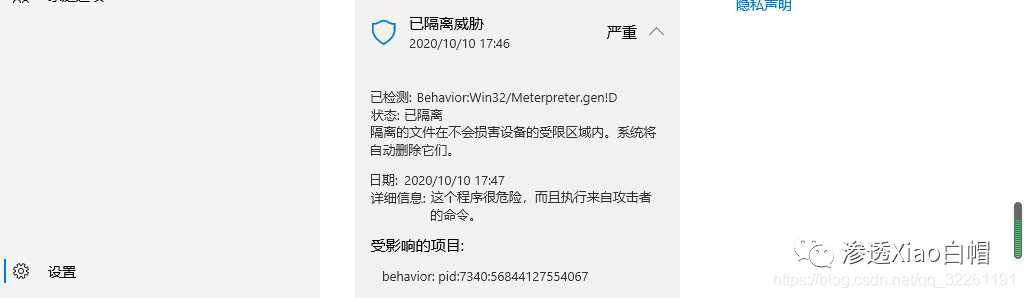 隐私声明
已隔离威胁
2020/10/10 17:46
严重
已检测: Behavior:Win32/Meterpreter.gen!D
状态: 已隔离
隔离的文件在不会损害设备的受限区域内。系统将
自动删除它们。
日期: 2020/10/10 17:47
详细信息: 这个程序很危险，而且执行来自攻击者
的命令。
受影响的项目:
behavior: pid:7340:56844127554067
设置
渗透Xiao白帽
https://blog.csdn.net/qq_32261191